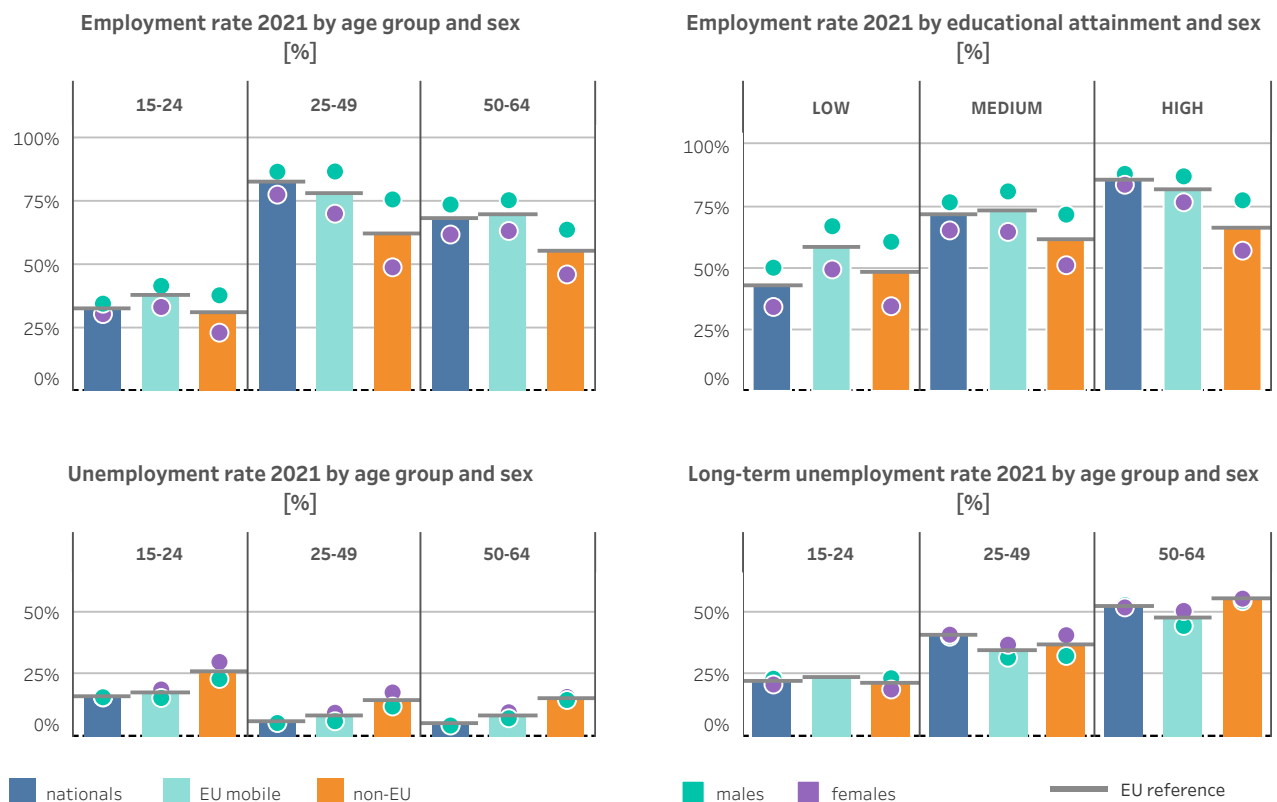 Employment rate 2021 by age group and sex
[%]
15-24
25-49
50-64
100%
75%
50%
25%
0%
Employment rate 2021 by educational attainment and sex
[%]
LOW
MEDIUM
HIGH
100%
75%
50%
25%
0%
Unemployment rate 2021 by age group and sex
[%]
15-24
25-49
50-64
50%
25%
0%
Long-term unemployment rate 2021 by age group and sex
[%]
15-24
25-49
50-64
50%
25%
0%
nationals
EU mobile
non-EU
males
females
EU reference